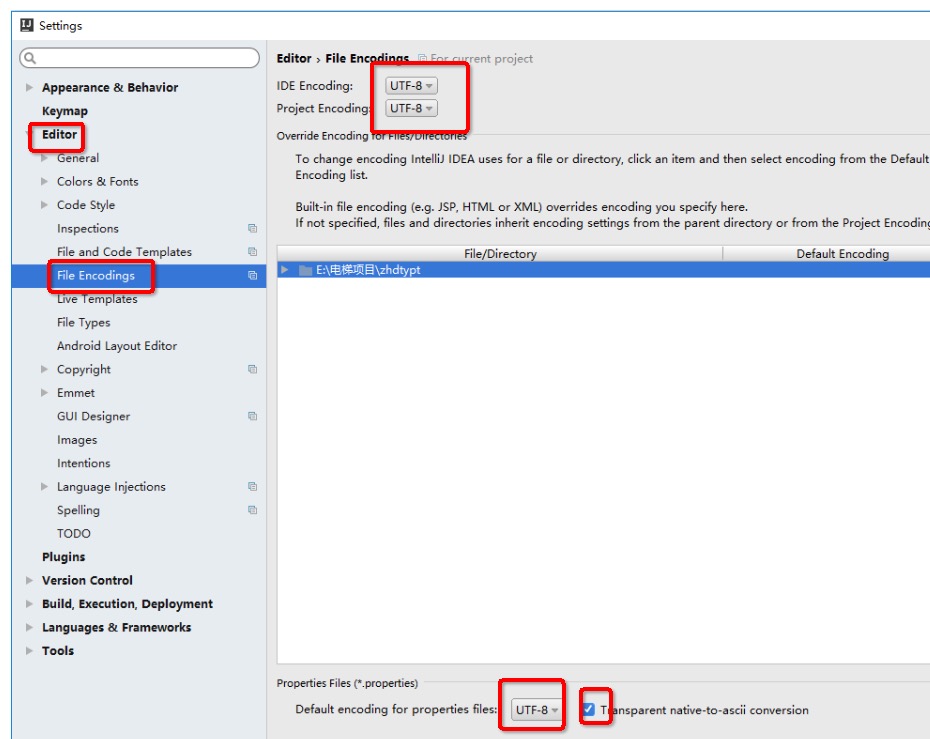 Settings
Appearance & Behavior
Keymap
Editor
General
Colors & Fonts
Code Style
Inspections
File and Code Templates
File Encodings
Live Templates
File Types
Android Layout Editor
Copyright
Emmet
GUI Designer
Images
Intentions
Language Injections
Spelling
TODO
Plugins
Version Control
Build, Execution, Deployment
Languages & Frameworks
Tools
Editor › File Encodings For current project
IDE Encoding: UTF-8
Project Encoding: UTF-8
Override Encoding for Files/Directories
To change encoding IntelliJ IDEA uses for a file or directory, click an item and then select encoding from the Default
Encoding list.
Built-in file encoding (e.g. JSP, HTML or XML) overrides encoding you specify here.
If not specified, files and directories inherit encoding settings from the parent directory or from the Project Encoding
File/Directory Default Encoding
E:\电梯项目\zhdtypt
Properties Files (*.properties)
Default encoding for properties files: UTF-8 Transparent native-to-ascii conversion